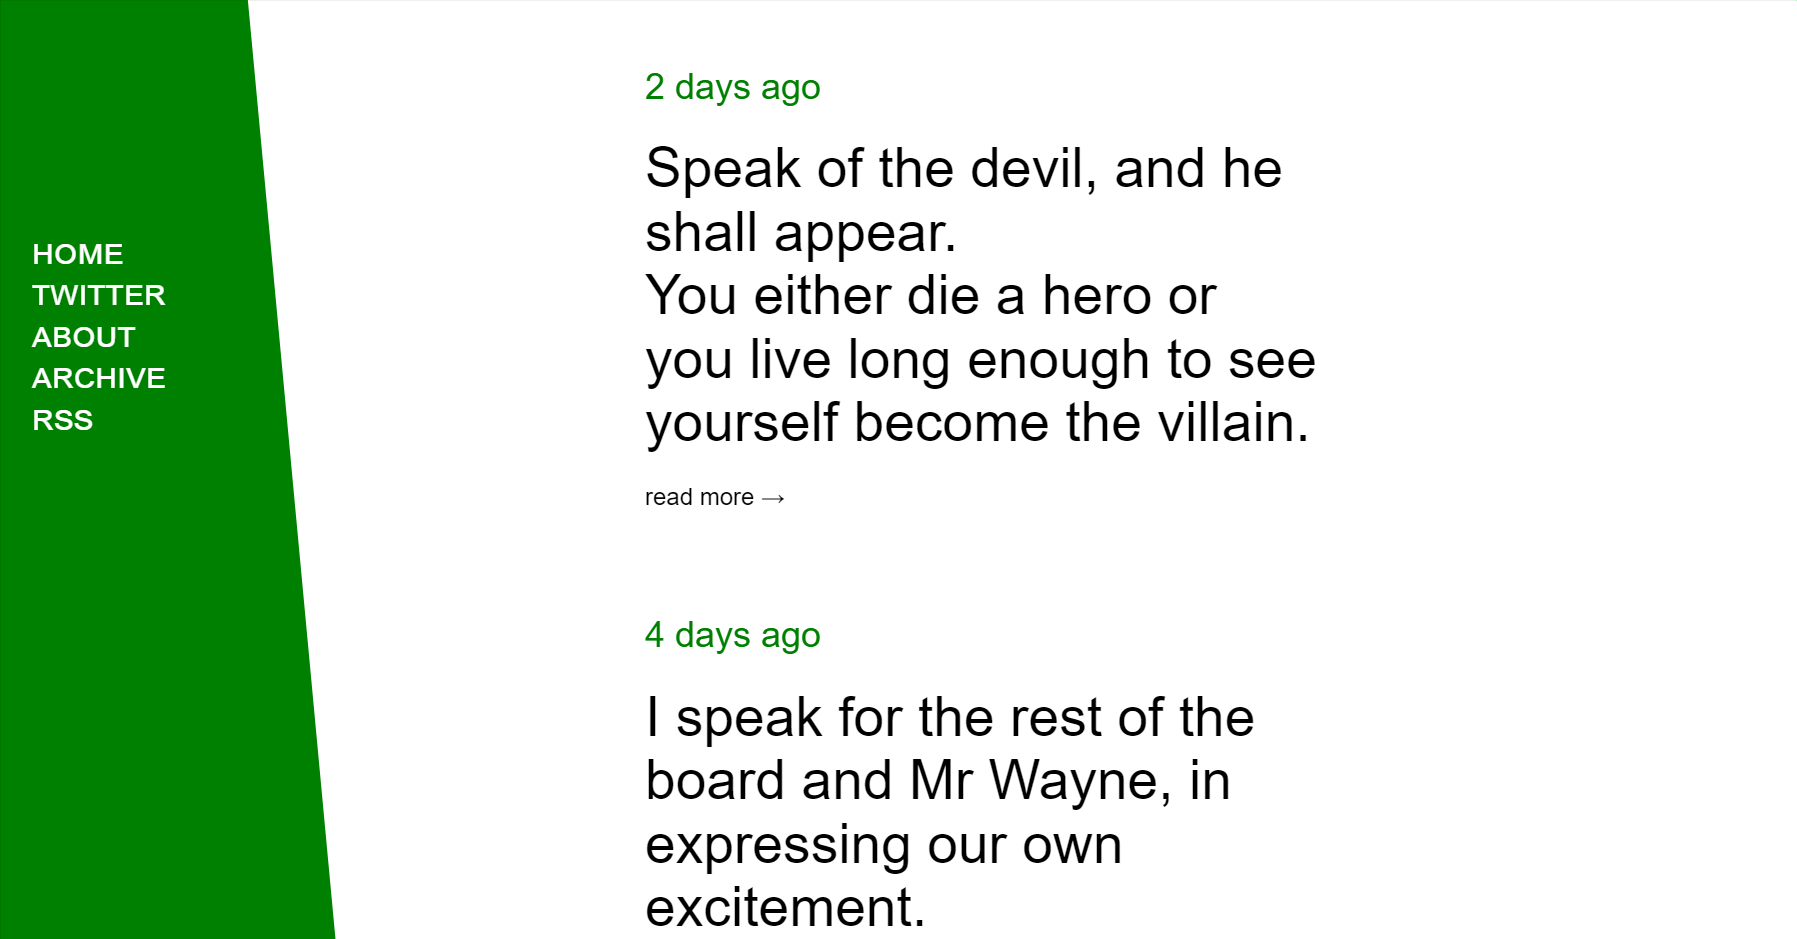 HOME
TWITTER
ABOUT
ARCHIVE
RSS
2 days ago
Speak of the devil, and he
shall appear.
You either die a hero or
you live long enough to see
yourself become the villain.
read more →
4 days ago
I speak for the rest of the
board and Mr Wayne, in
expressing our own
excitement.